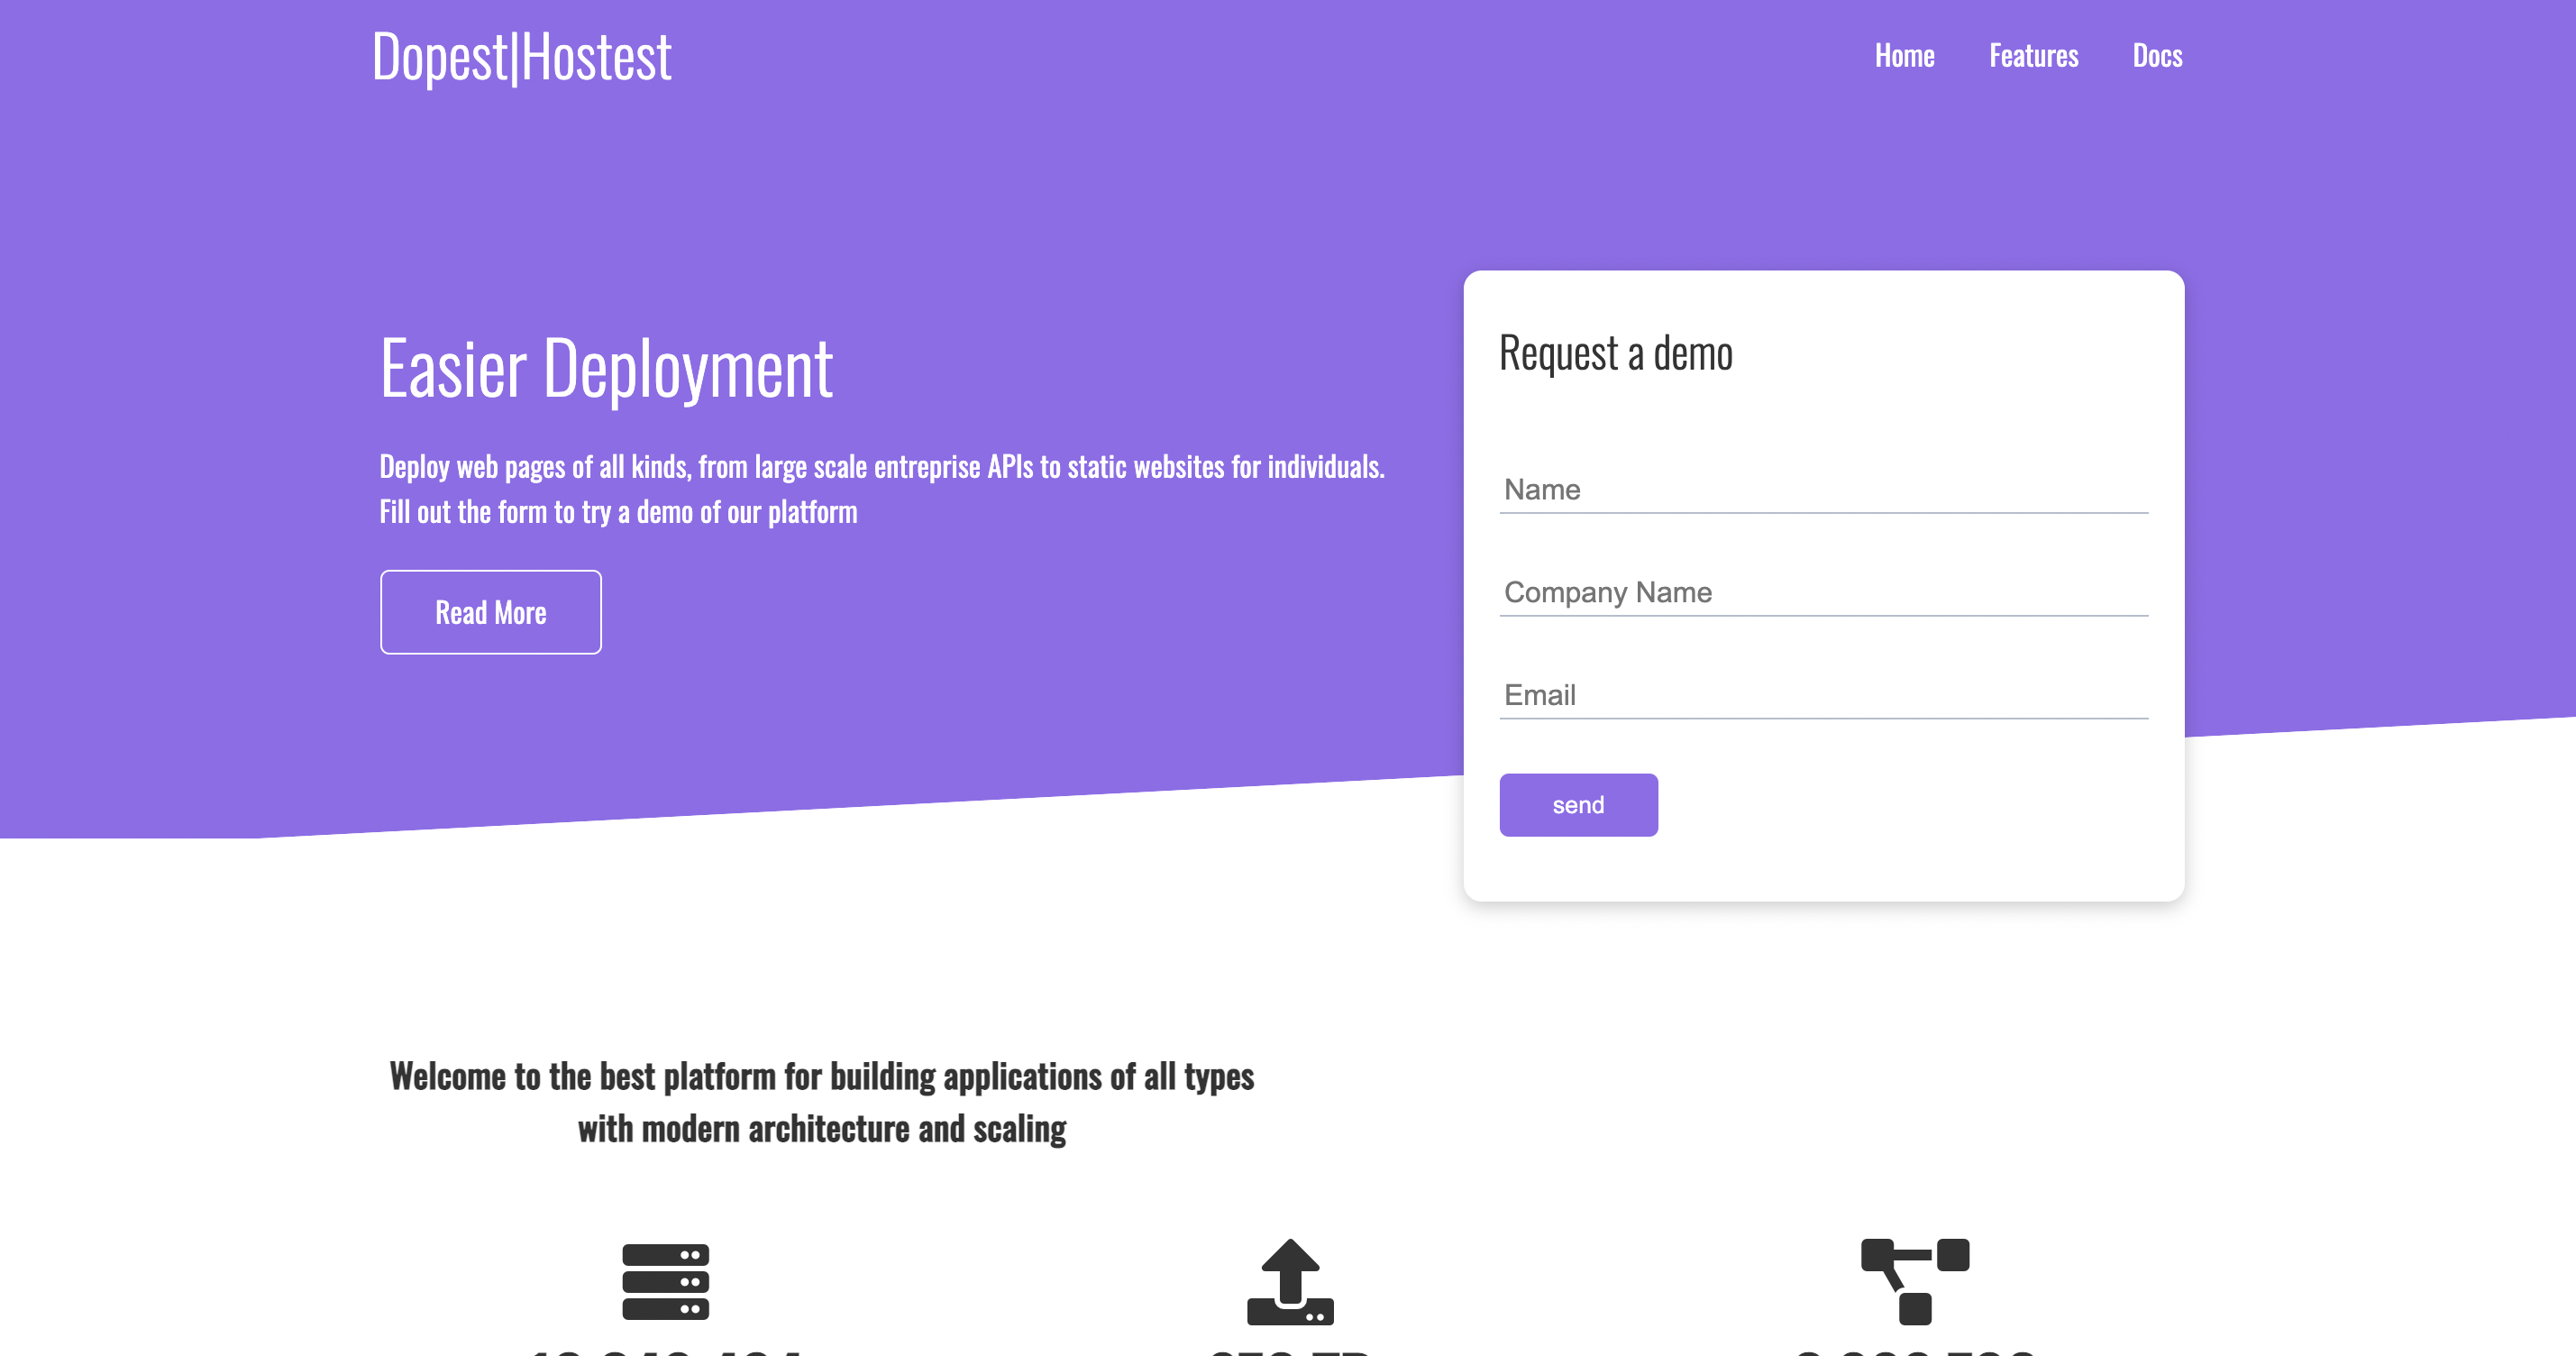 Dopest|Hostest
Home Features Docs
Easier Deployment
Deploy web pages of all kinds, from large scale entreprise APIs to static websites for individuals.
Fill out the form to try a demo of our platform
Read More
Request a demo
Name
Company Name
Email
send
Welcome to the best platform for building applications of all types
with modern architecture and scaling